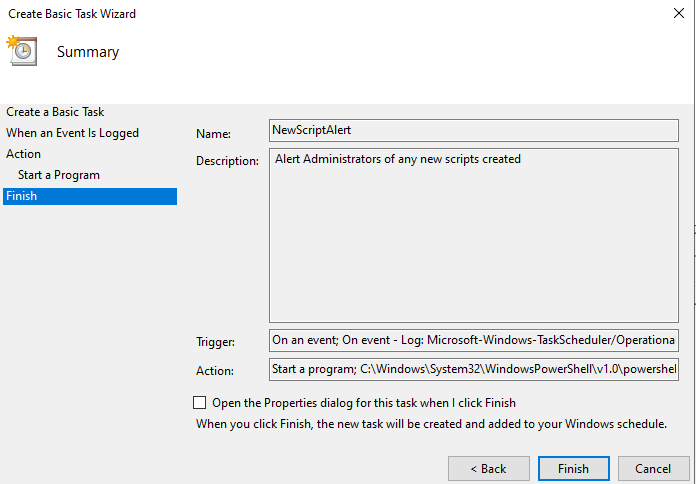 Create Basic Task Wizard
Summary
Create a Basic Task
When an Event Is Logged
Action
Start a Program
Finish
Name: NewScriptAlert
Description: Alert Administrators of any new scripts created
Trigger: On an event; On event - Log: Microsoft-Windows-TaskScheduler/Operationa
Action: Start a program; C:\Windows\System32\WindowsPowerShell\v1.0\powershel
Open the Properties dialog for this task when I click Finish
When you click Finish, the new task will be created and added to your Windows schedule.
< Back Finish Cancel